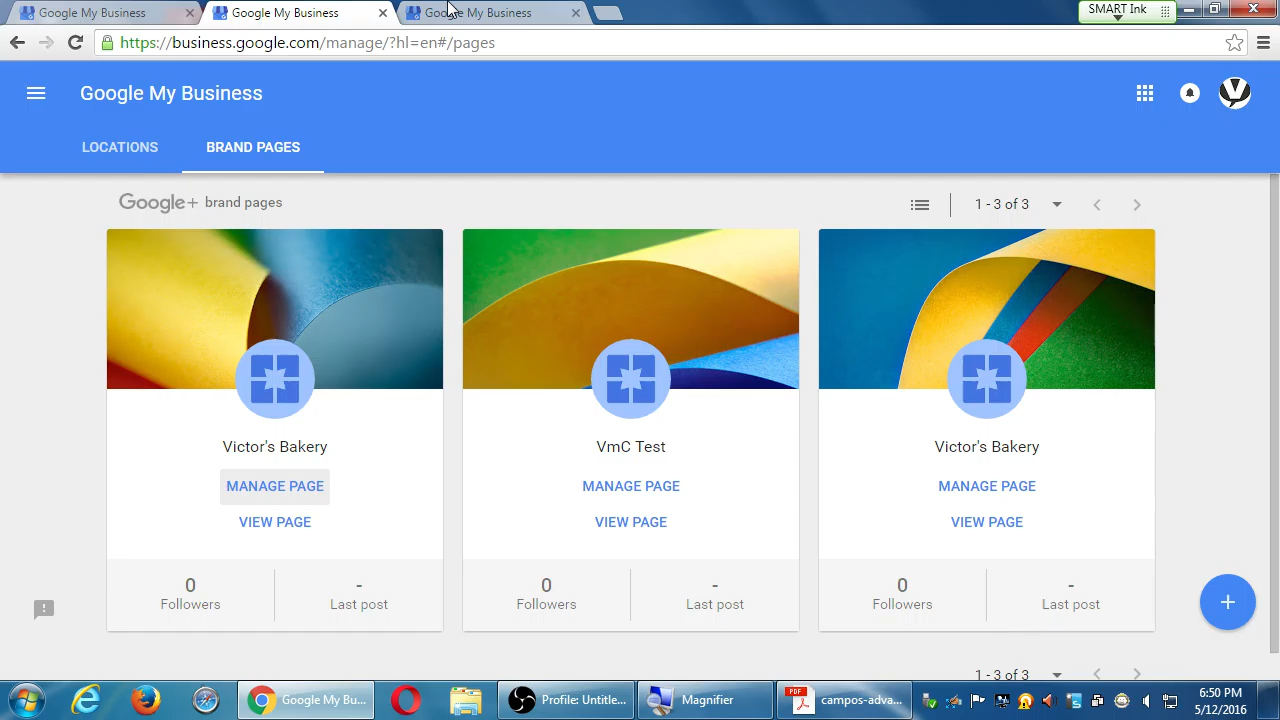 Google My Business
Google My Business
Google My Business
SMART Ink
https://business.google.com/manage/?hl=en#/pages
Google My Business
LOCATIONS
BRAND PAGES
Google+ brand pages
1 - 3 of 3
Victor's Bakery
MANAGE PAGE
VIEW PAGE
0
Followers
-
Last post
VmC Test
MANAGE PAGE
VIEW PAGE
0
Followers
-
Last post
Victor's Bakery
MANAGE PAGE
VIEW PAGE
0
Followers
-
Last post
+
1 - 3 of 3
Google My Bu...
Profile: Untitle...
Magnifier
PDF
campos-adva...
6:50 PM
5/12/2016